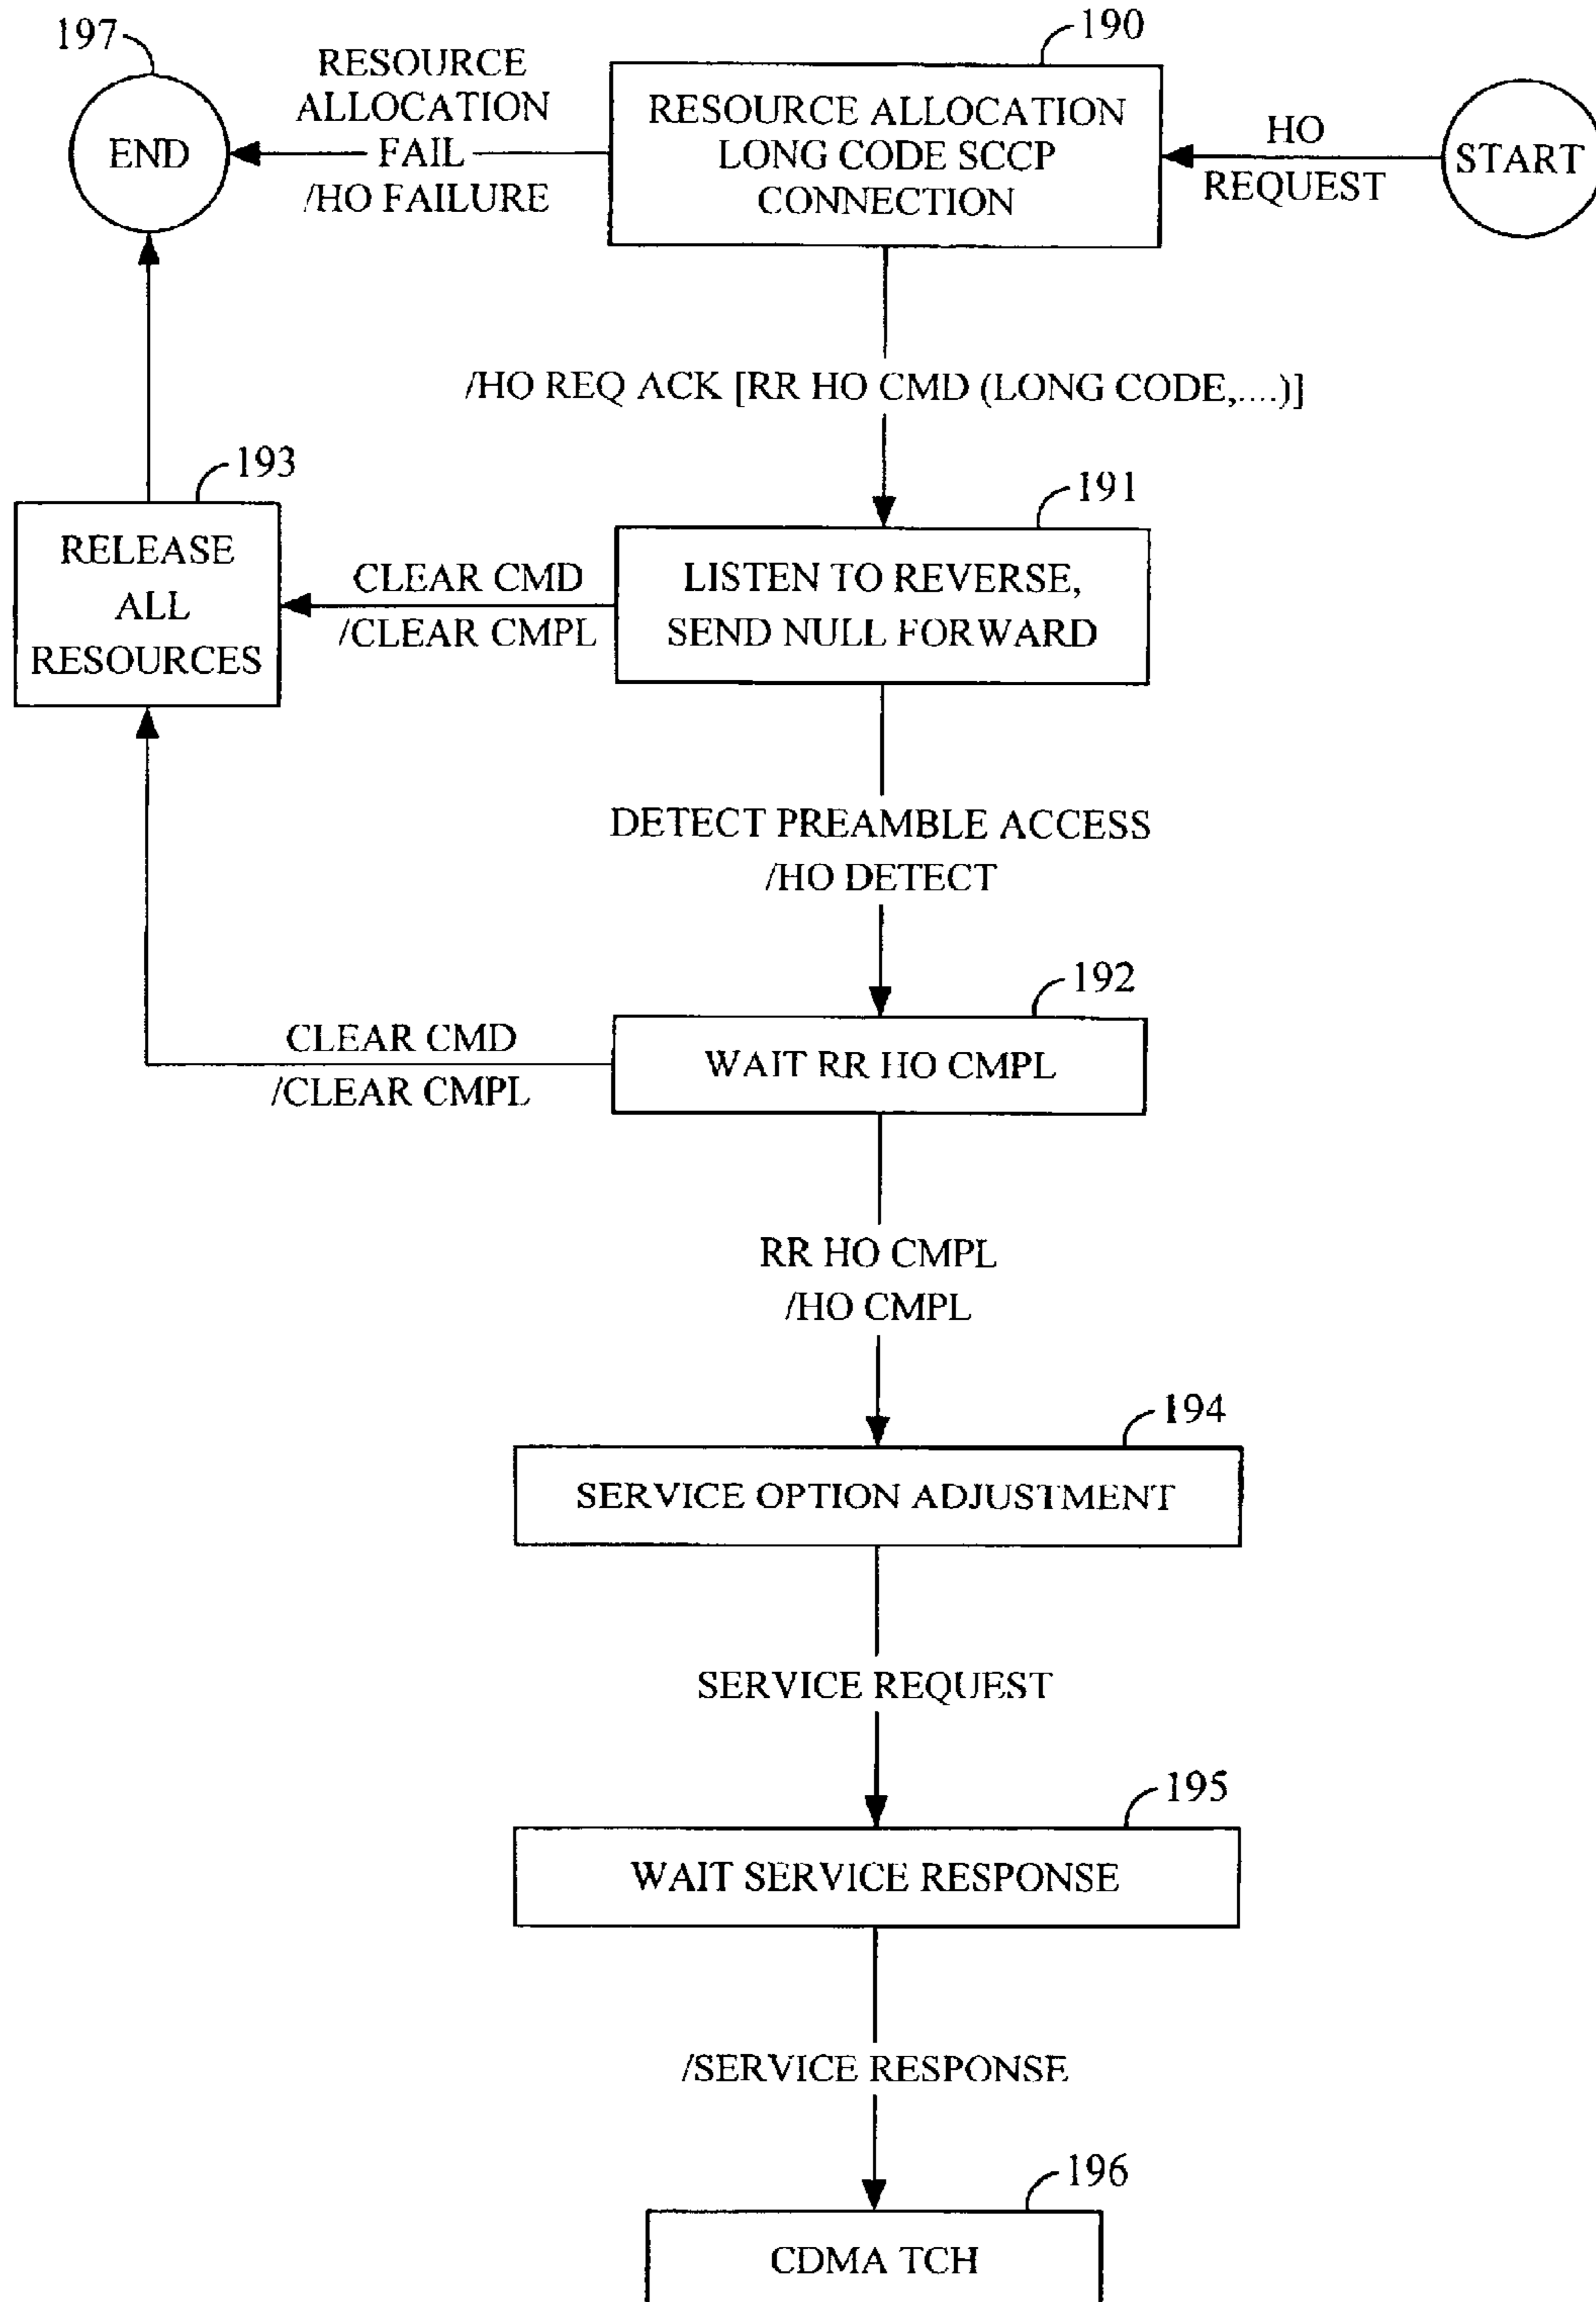 197
190
RESOURCE
ALLOCATION
FAIL
/HO FAILURE
END
RESOURCE ALLOCATION
LONG CODE SCCP
CONNECTION
HO
REQUEST
START
/HO REQ ACK [RR HO CMD (LONG CODE,....)]
193
191
RELEASE
ALL
RESOURCES
CLEAR CMD
/CLEAR CMPL
LISTEN TO REVERSE,
SEND NULL FORWARD
DETECT PREAMBLE ACCESS
/HO DETECT
192
CLEAR CMD
/CLEAR CMPL
WAIT RR HO CMPL
RR HO CMPL
/HO CMPL
194
SERVICE OPTION ADJUSTMENT
SERVICE REQUEST
195
WAIT SERVICE RESPONSE
/SERVICE RESPONSE
196
CDMA TCH